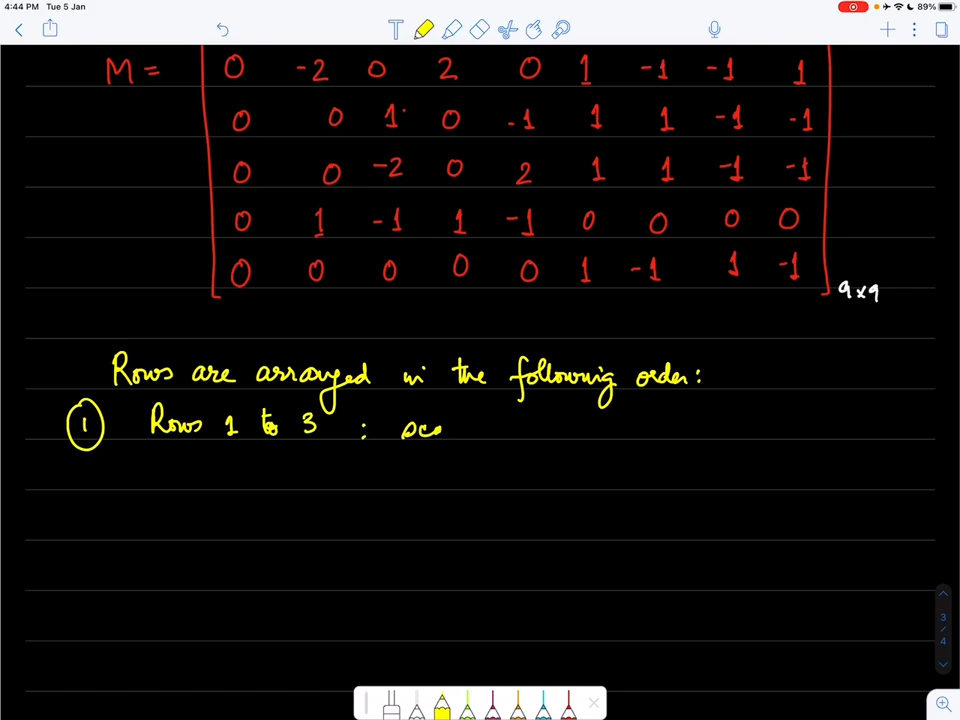 4:44 PM Tue 5 Jan
89%
M = 0 -2 0 2 0 1 -1 -1 1
0 0 1 0 -1 1 1 -1 -1
0 0 -2 0 2 1 1 -1 -1
0 1 -1 1 -1 0 0 0 0
0 0 0 0 0 1 -1 1 -1
9x9
Rows are arranged in the following order:
1 Rows 1 to 3 : sca
3
/
4